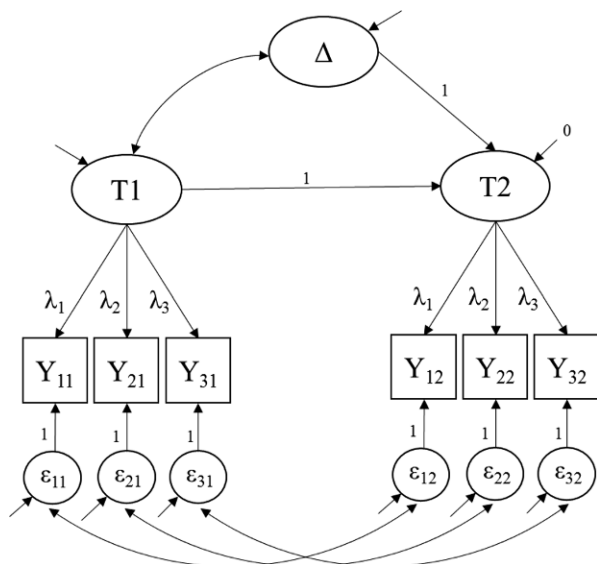 Δ
1
0
T1
1
T2
λ₁ λ₂ λ₃
λ₁ λ₂ λ₃
Y₁₁ Y₂₁ Y₃₁
Y₁₂ Y₂₂ Y₃₂
1 1 1
1 1 1
ε₁₁ ε₂₁ ε₃₁
ε₁₂ ε₂₂ ε₃₂